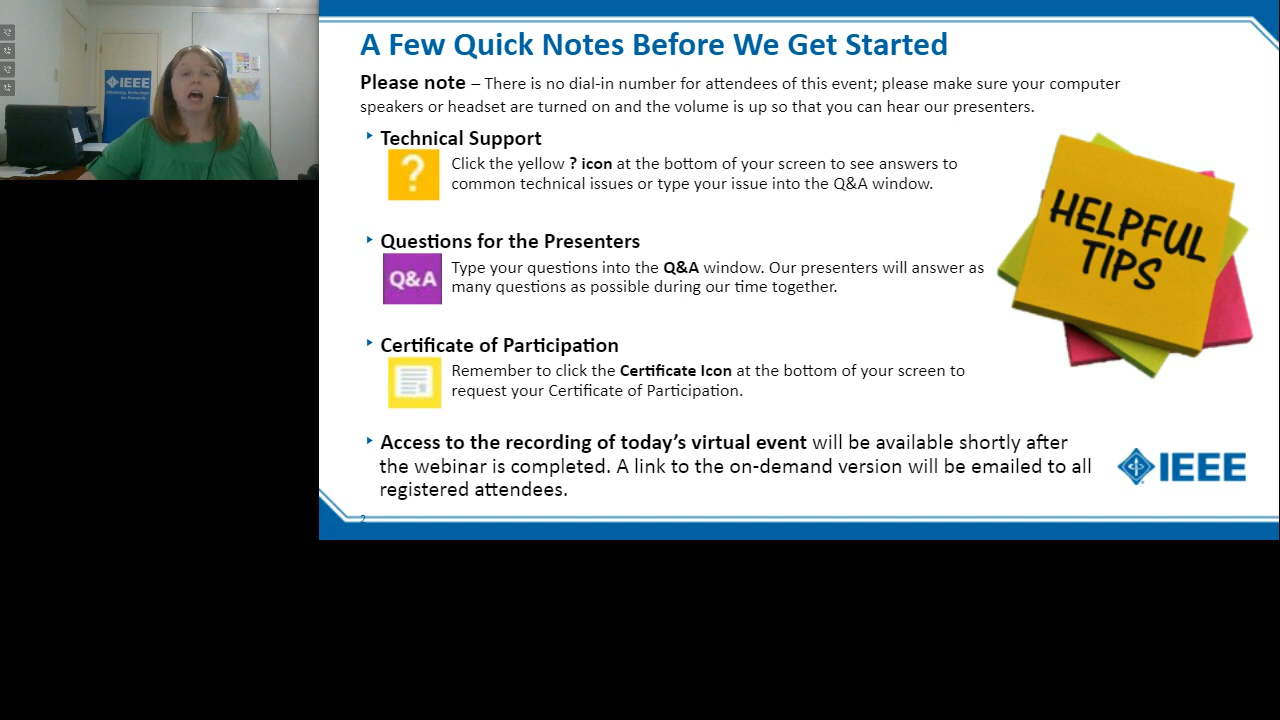 IEEE
A Few Quick Notes Before We Get Started
Please note – There is no dial-in number for attendees of this event; please make sure your computer
speakers or headset are turned on and the volume is up so that you can hear our presenters.
Technical Support
?
Click the yellow ? icon at the bottom of your screen to see answers to
common technical issues or type your issue into the Q&A window.
Questions for the Presenters
Q&A
Type your questions into the Q&A window. Our presenters will answer as
many questions as possible during our time together.
Certificate of Participation
Remember to click the Certificate Icon at the bottom of your screen to
request your Certificate of Participation.
Access to the recording of today's virtual event will be available shortly after
the webinar is completed. A link to the on-demand version will be emailed to all
registered attendees.
HELPFUL
TIPS
IEEE
2